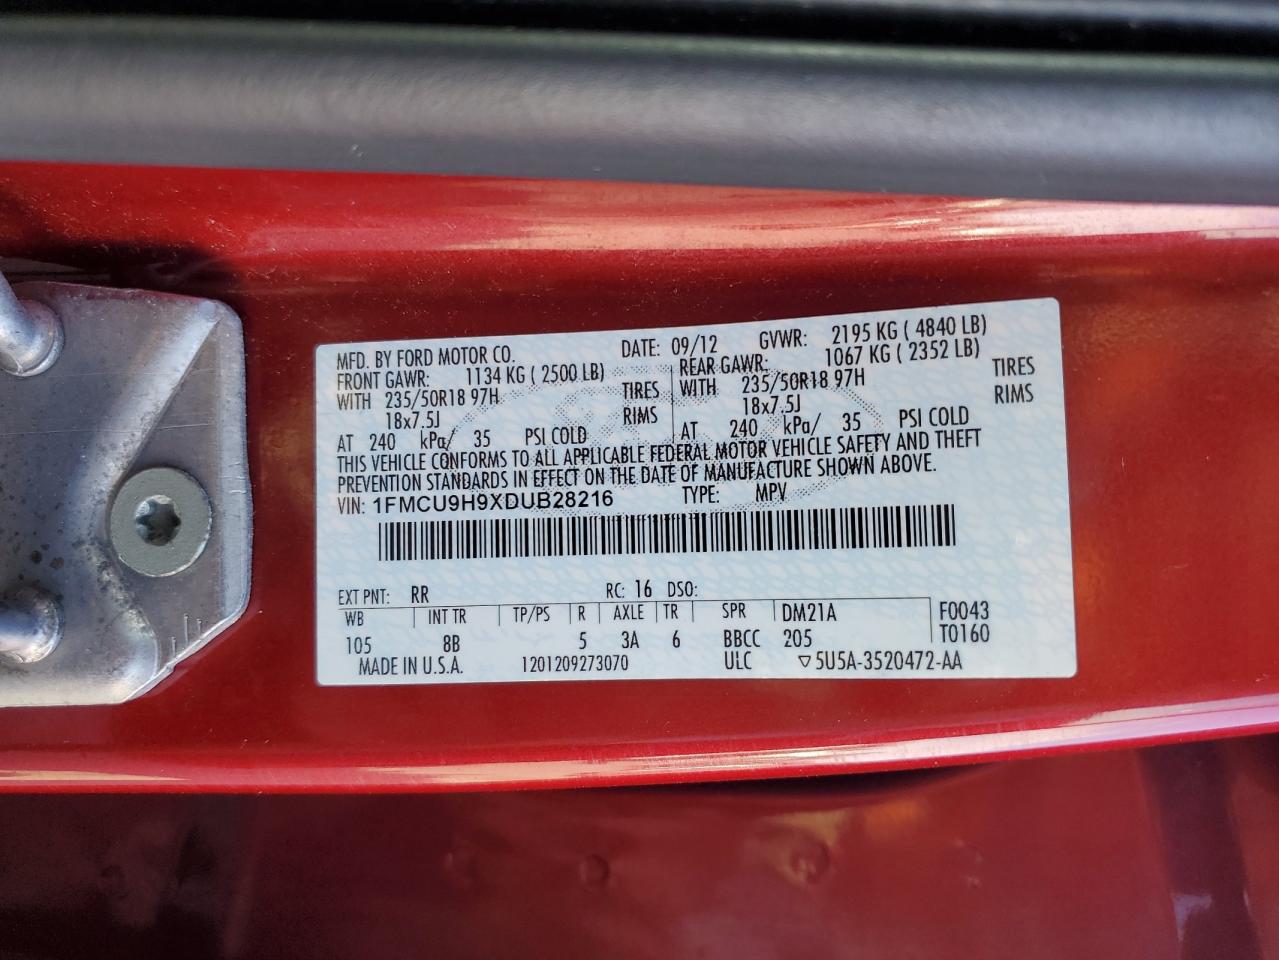 MFD. BY FORD MOTOR CO. DATE: 09/12 GVWR: 2195 KG ( 4840 LB)
FRONT GAWR: 1134 KG ( 2500 LB) REAR GAWR: 1067 KG ( 2352 LB)
WITH 235/50R18 97H TIRES WITH 235/50R18 97H TIRES
18x7.5J RIMS 18x7.5J RIMS
AT 240 kPa/ 35 PSI COLD AT 240 kPa/ 35 PSI COLD
THIS VEHICLE CONFORMS TO ALL APPLICABLE FEDERAL MOTOR VEHICLE SAFETY AND THEFT
PREVENTION STANDARDS IN EFFECT ON THE DATE OF MANUFACTURE SHOWN ABOVE.
VIN: 1FMCU9H9XDUB28216 TYPE: MPV
EXT PNT: RR RC: 16 DSO:
WB INT TR TP/PS R AXLE TR SPR DM21A F0043
105 8B 5 3A 6 BBCC 205 T0160
MADE IN U.S.A. 1201209273070 ULC ▽5U5A-3520472-AA